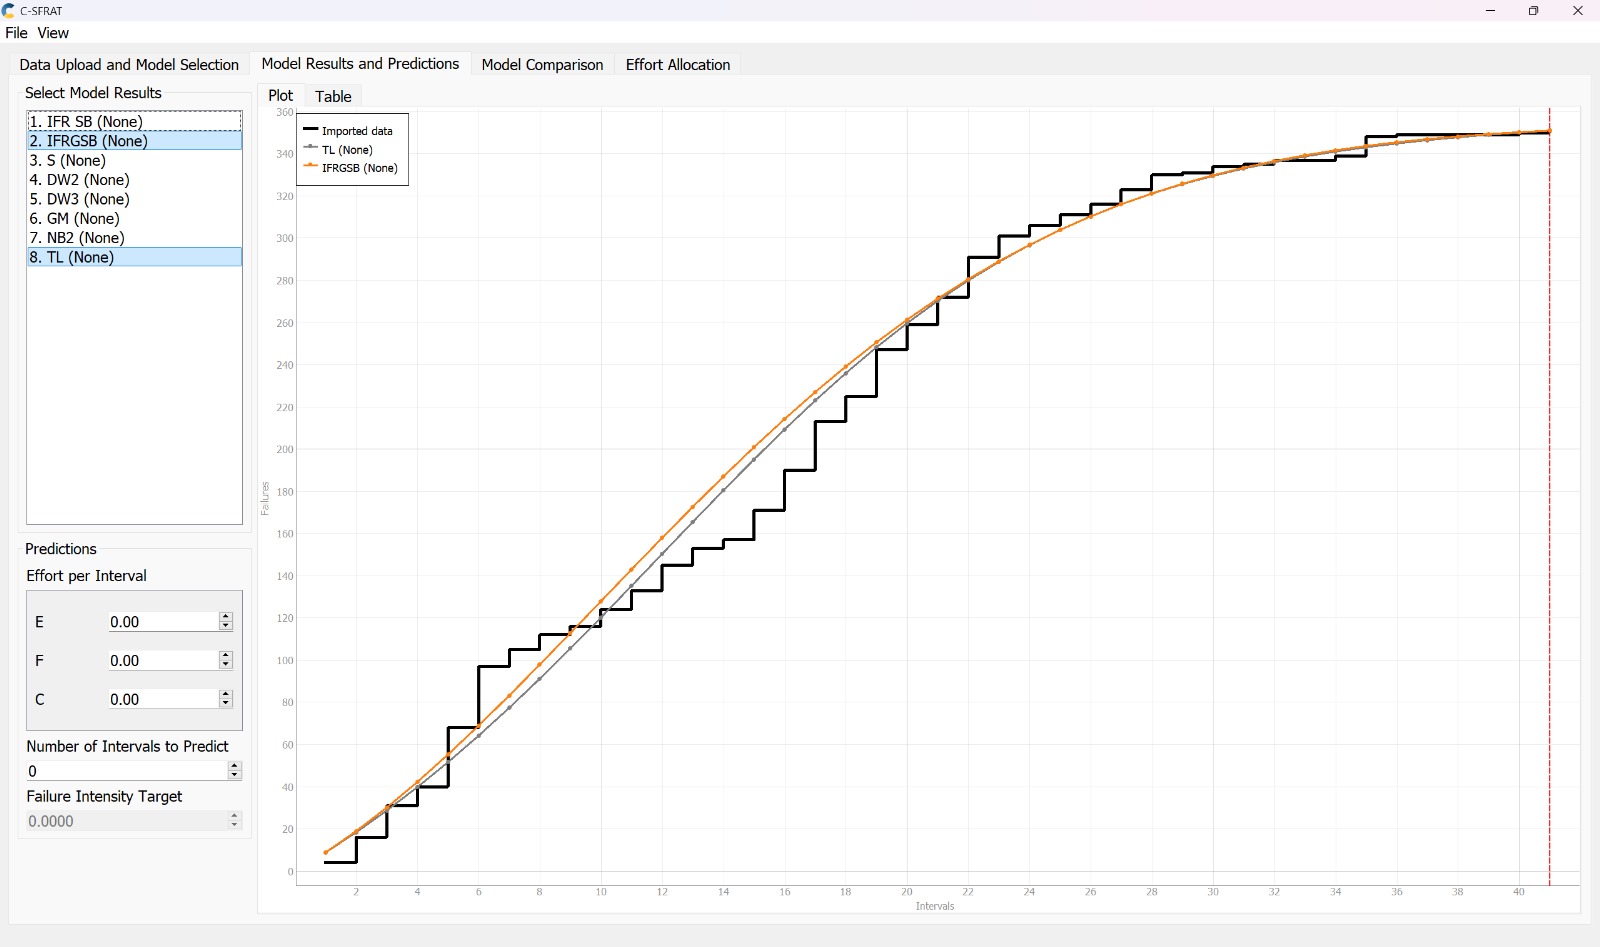 C-SFRAT
File View
Data Upload and Model Selection Model Results and Predictions Model Comparison Effort Allocation
Select Model Results
1. IFR SB (None)
2. IFRGSB (None)
3. S (None)
4. DW2 (None)
5. DW3 (None)
6. GM (None)
7. NB2 (None)
8. TL (None)
Predictions
Effort per Interval
E 0.00
F 0.00
C 0.00
Number of Intervals to Predict
0
Failure Intensity Target
0.0000
Plot Table
Imported data
TL (None)
IFRGSB (None)
360
340
320
300
280
260
240
220
200
180
160
140
120
100
80
60
40
20
0
Failures
2 4 6 8 10 12 14 16 18 20 22 24 26 28 30 32 34 36 38 40
Intervals